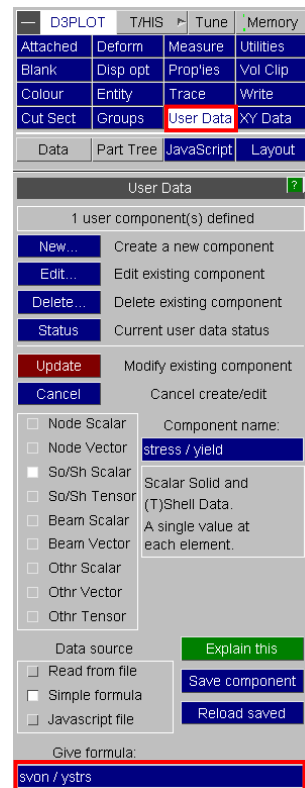 D3PLOT T/HIS Tune Memory
Attached Deform Measure Utilities
Blank Disp opt Prop'ies Vol Clip
Colour Entity Trace Write
Cut Sect Groups User Data XY Data
Data Part Tree JavaScript Layout
User Data ?
1 user component(s) defined
New... Create a new component
Edit... Edit existing component
Delete... Delete existing component
Status Current user data status
Update Modify existing component
Cancel Cancel create/edit
Node Scalar
Node Vector
So/Sh Scalar
So/Sh Tensor
Beam Scalar
Beam Vector
Othr Scalar
Othr Vector
Othr Tensor
Component name:
stress / yield
Scalar Solid and
(T)Shell Data.
A single value at
each element.
Data source
Read from file
Simple formula
Javascript file
Explain this
Save component
Reload saved
Give formula:
svon / ystrs